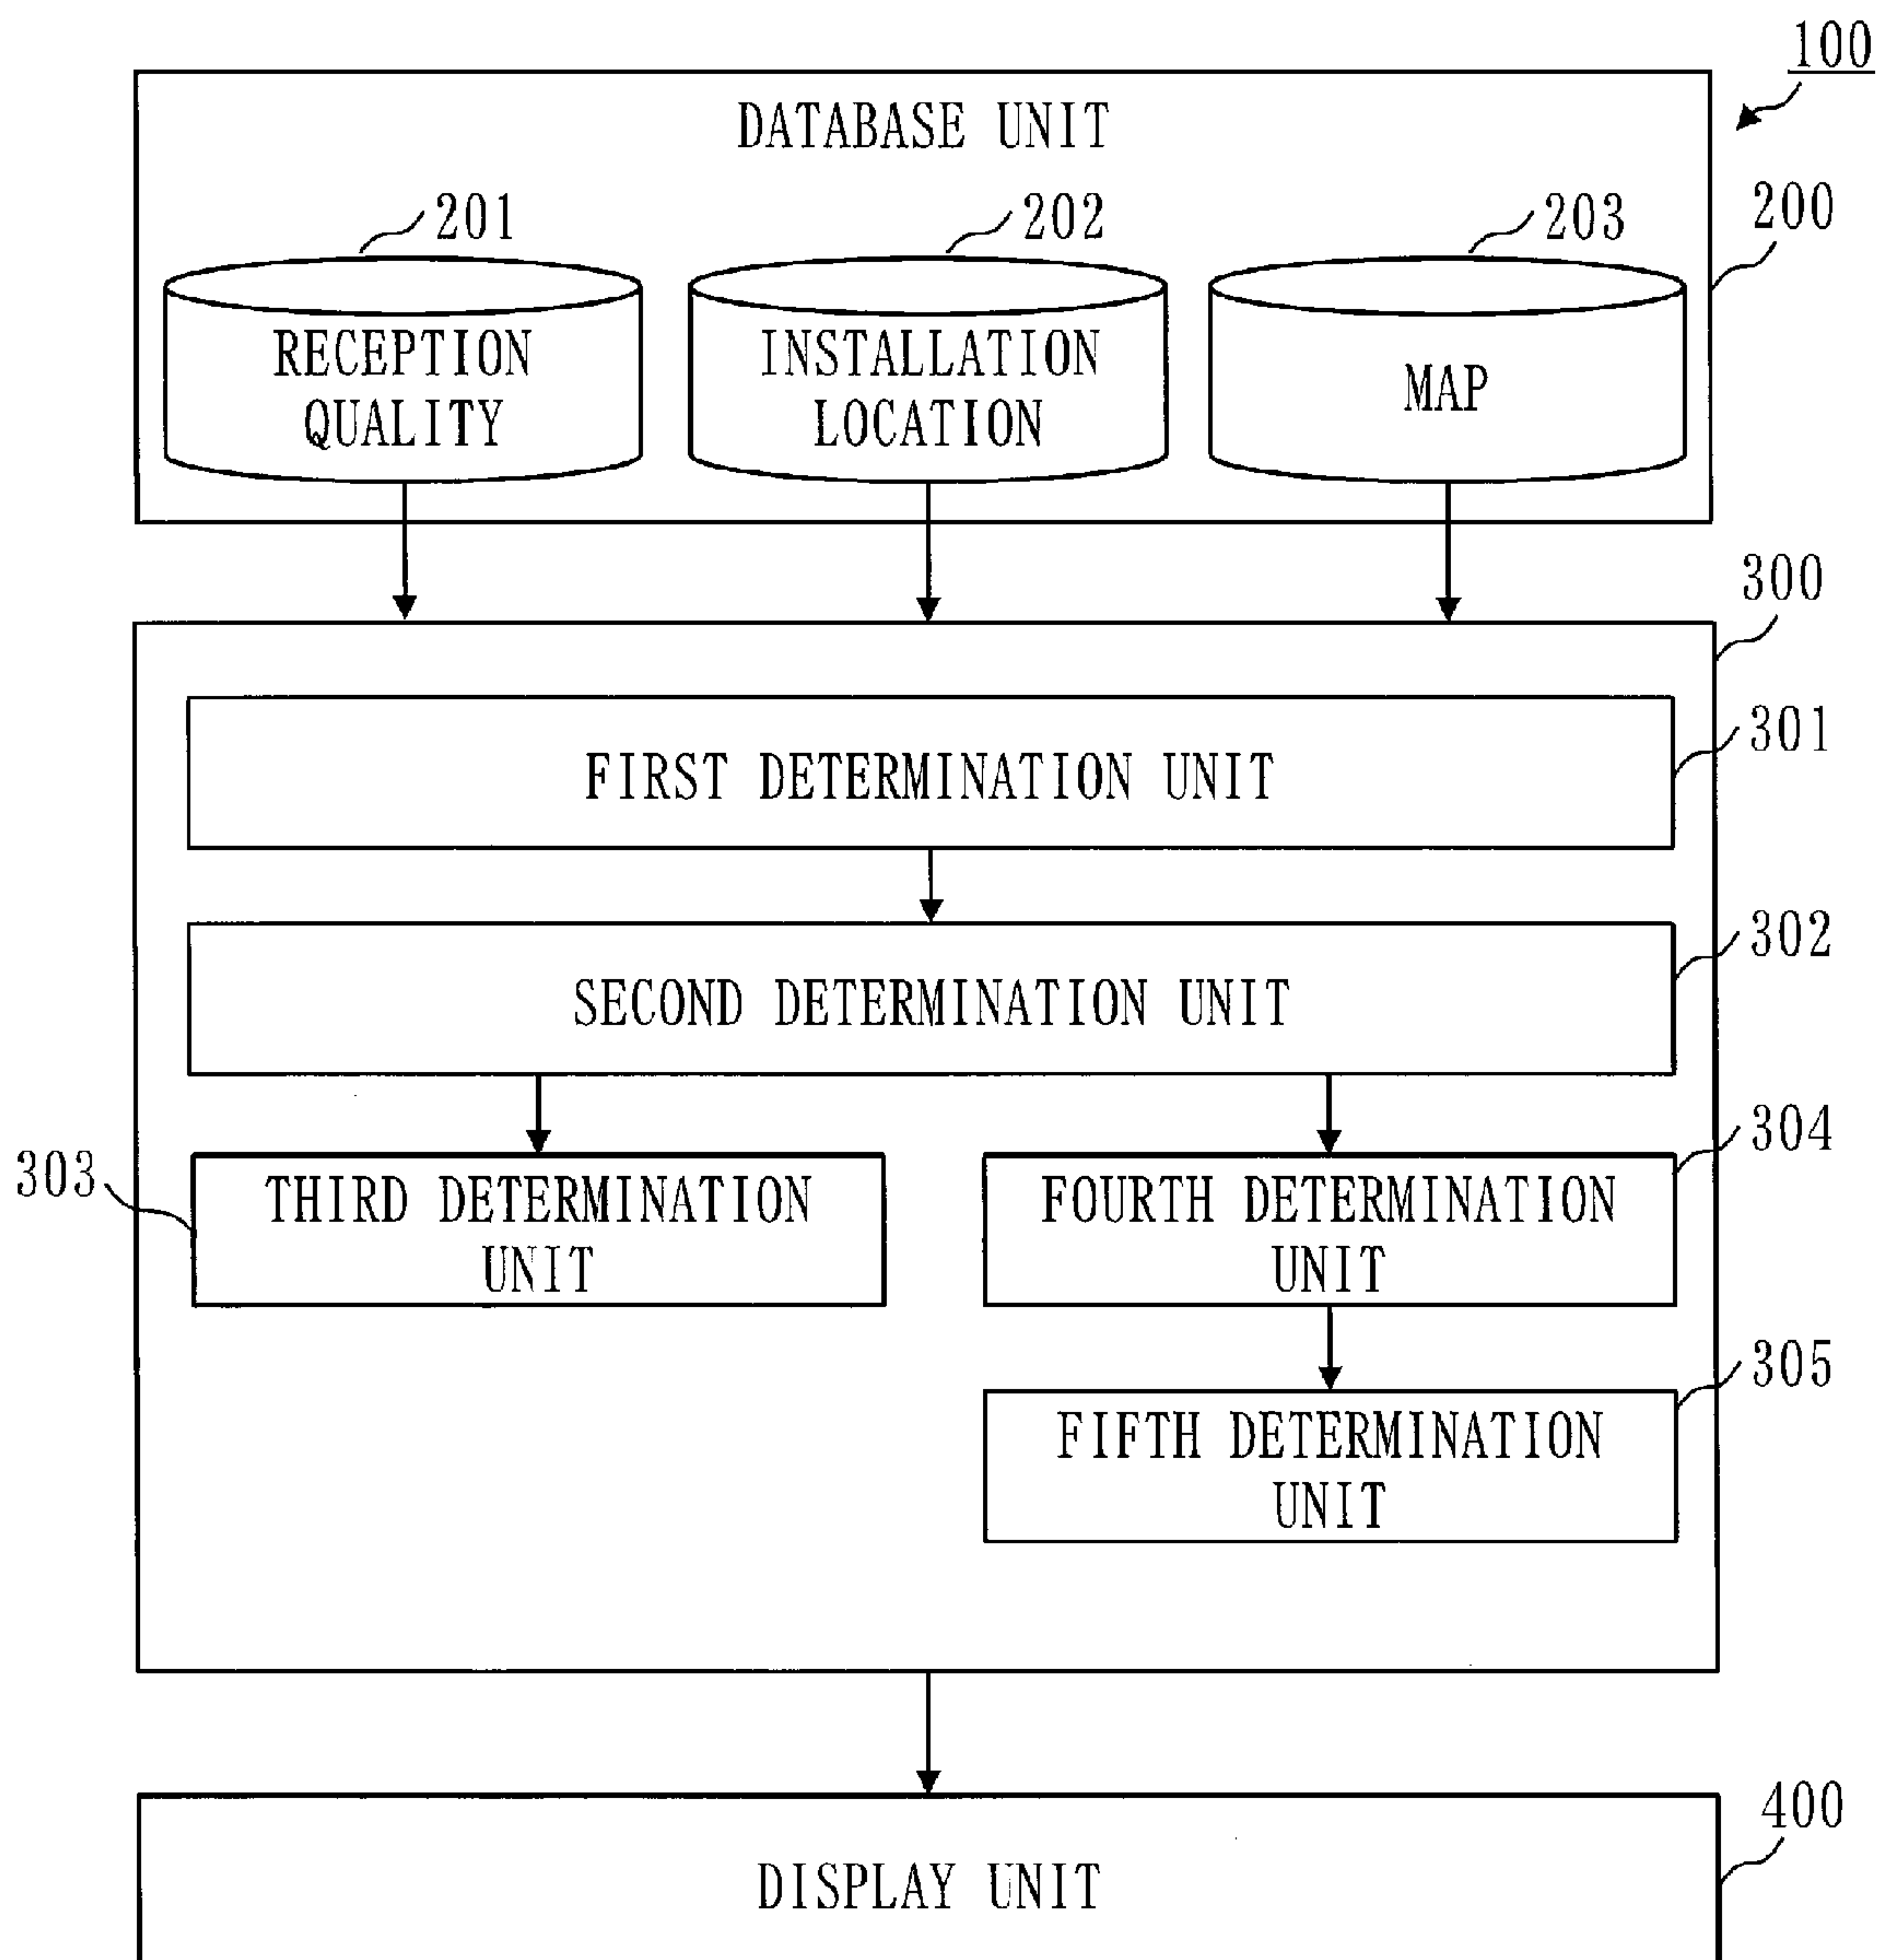 100
DATABASE UNIT
200
201
202
203
RECEPTION
QUALITY
INSTALLATION
LOCATION
MAP
300
FIRST DETERMINATION UNIT
301
SECOND DETERMINATION UNIT
302
303
THIRD DETERMINATION
UNIT
304
FOURTH DETERMINATION
UNIT
305
FIFTH DETERMINATION
UNIT
400
DISPLAY UNIT